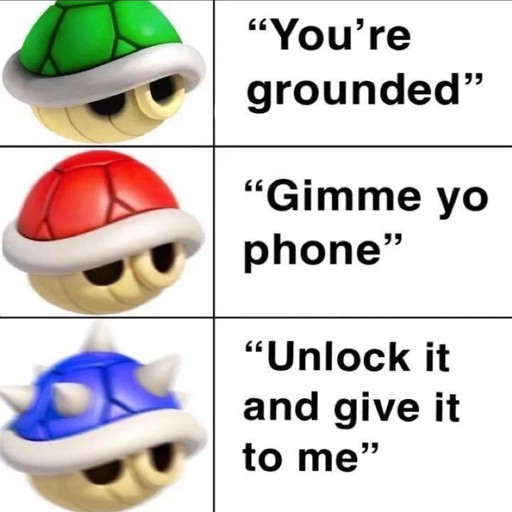 “You’re
grounded”
“Gimme yo
phone”
“Unlock it
and give it
to me”